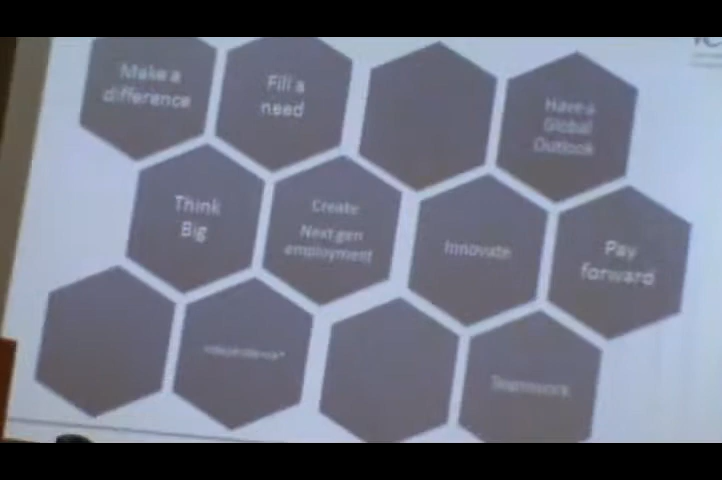 Make a
difference
Fill a
need
Have a
Global
Outlook
Think
Big
Create
Next gen
employment
Innovate
Pay
forward
Teamwork